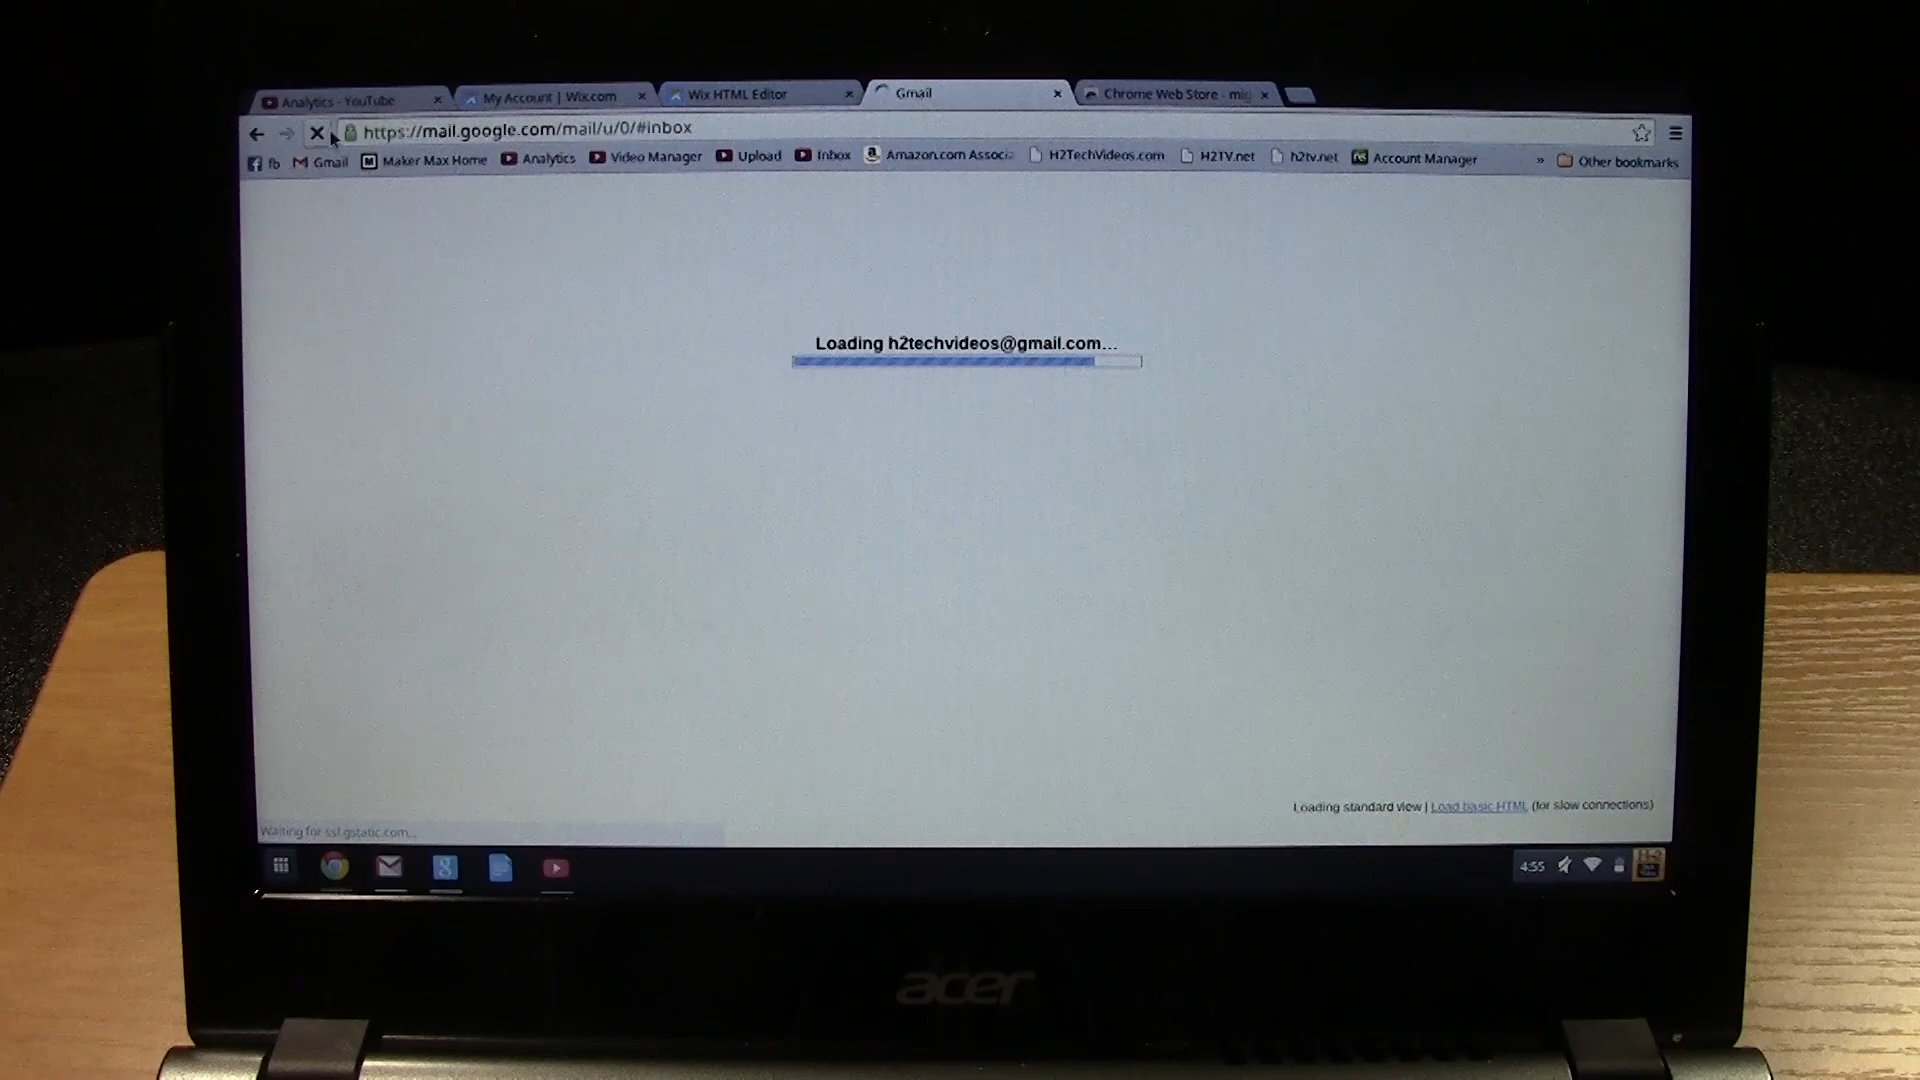 Analytics - YouTube
My Account | Wix.com
Wix HTML Editor
Gmail
Chrome Web Store - mig
https://mail.google.com/mail/u/0/#inbox
fb
Gmail
Maker Max Home
Analytics
Video Manager
Upload
Inbox
Amazon.com Associa
H2TechVideos.com
H2TV.net
h2tv.net
Account Manager
» Other bookmarks
Loading h2techvideos@gmail.com...
Loading standard view | Load basic HTML (for slow connections)
Waiting for ssl.gstatic.com...
4:55
acer